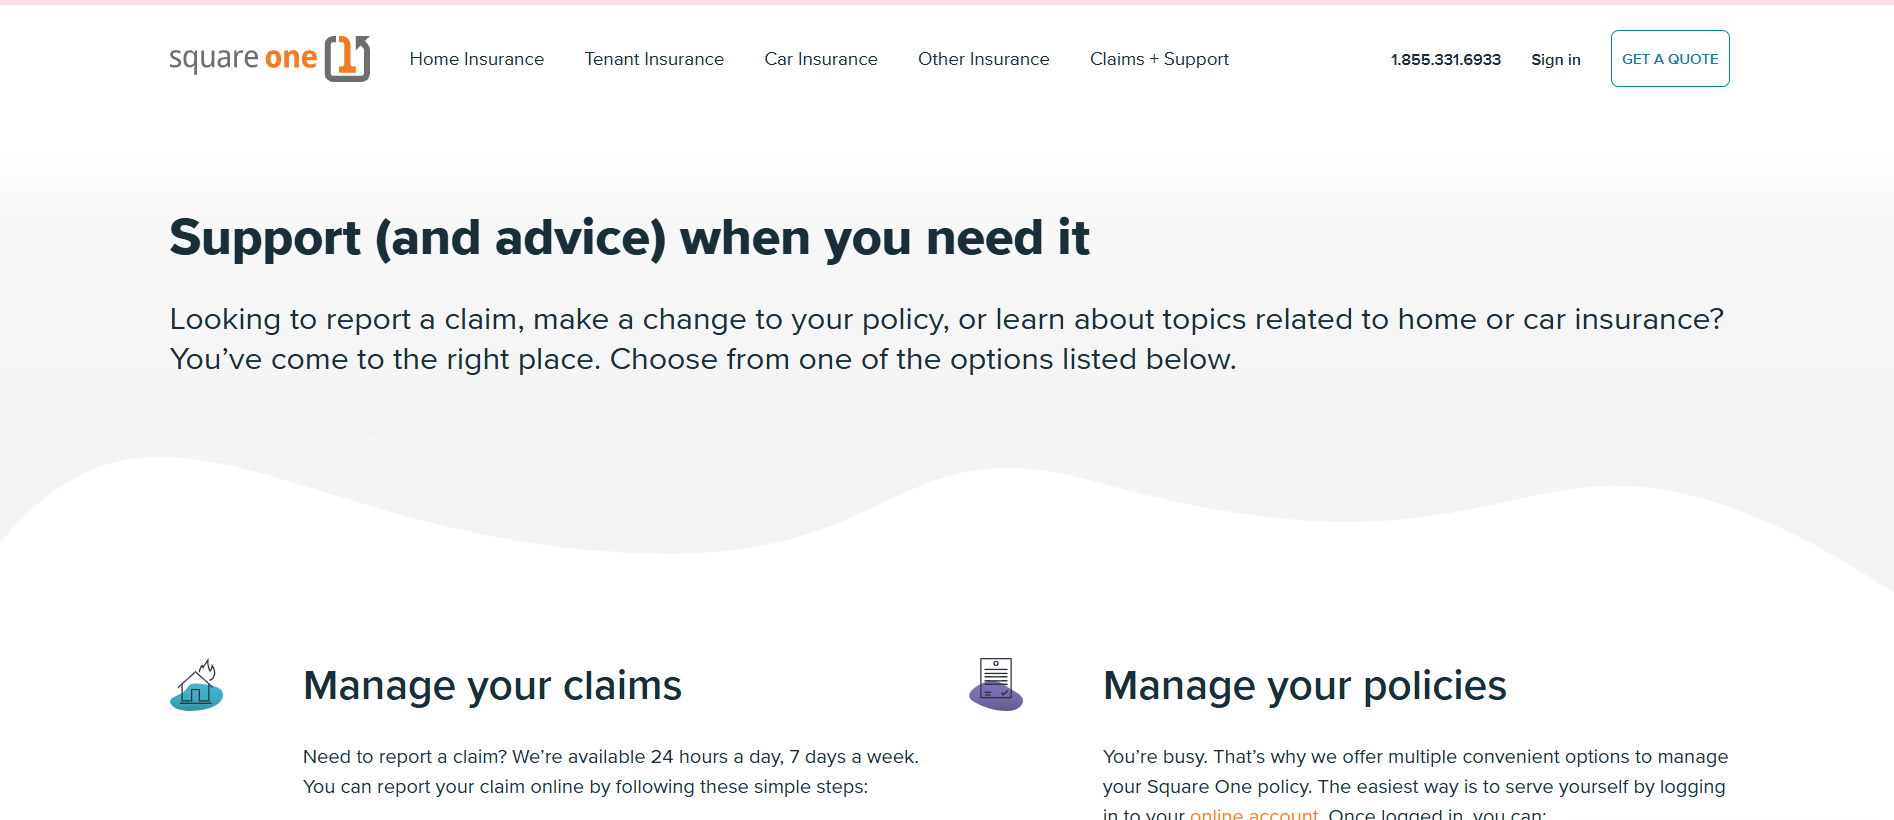 square one 1
Home Insurance
Tenant Insurance
Car Insurance
Other Insurance
Claims + Support
1.855.331.6933
Sign in
GET A QUOTE
Support (and advice) when you need it
Looking to report a claim, make a change to your policy, or learn about topics related to home or car insurance?
You’ve come to the right place. Choose from one of the options listed below.
Manage your claims
Need to report a claim? We’re available 24 hours a day, 7 days a week.
You can report your claim online by following these simple steps:
Manage your policies
You’re busy. That’s why we offer multiple convenient options to manage
your Square One policy. The easiest way is to serve yourself by logging
in to your online account. Once logged in, you can: